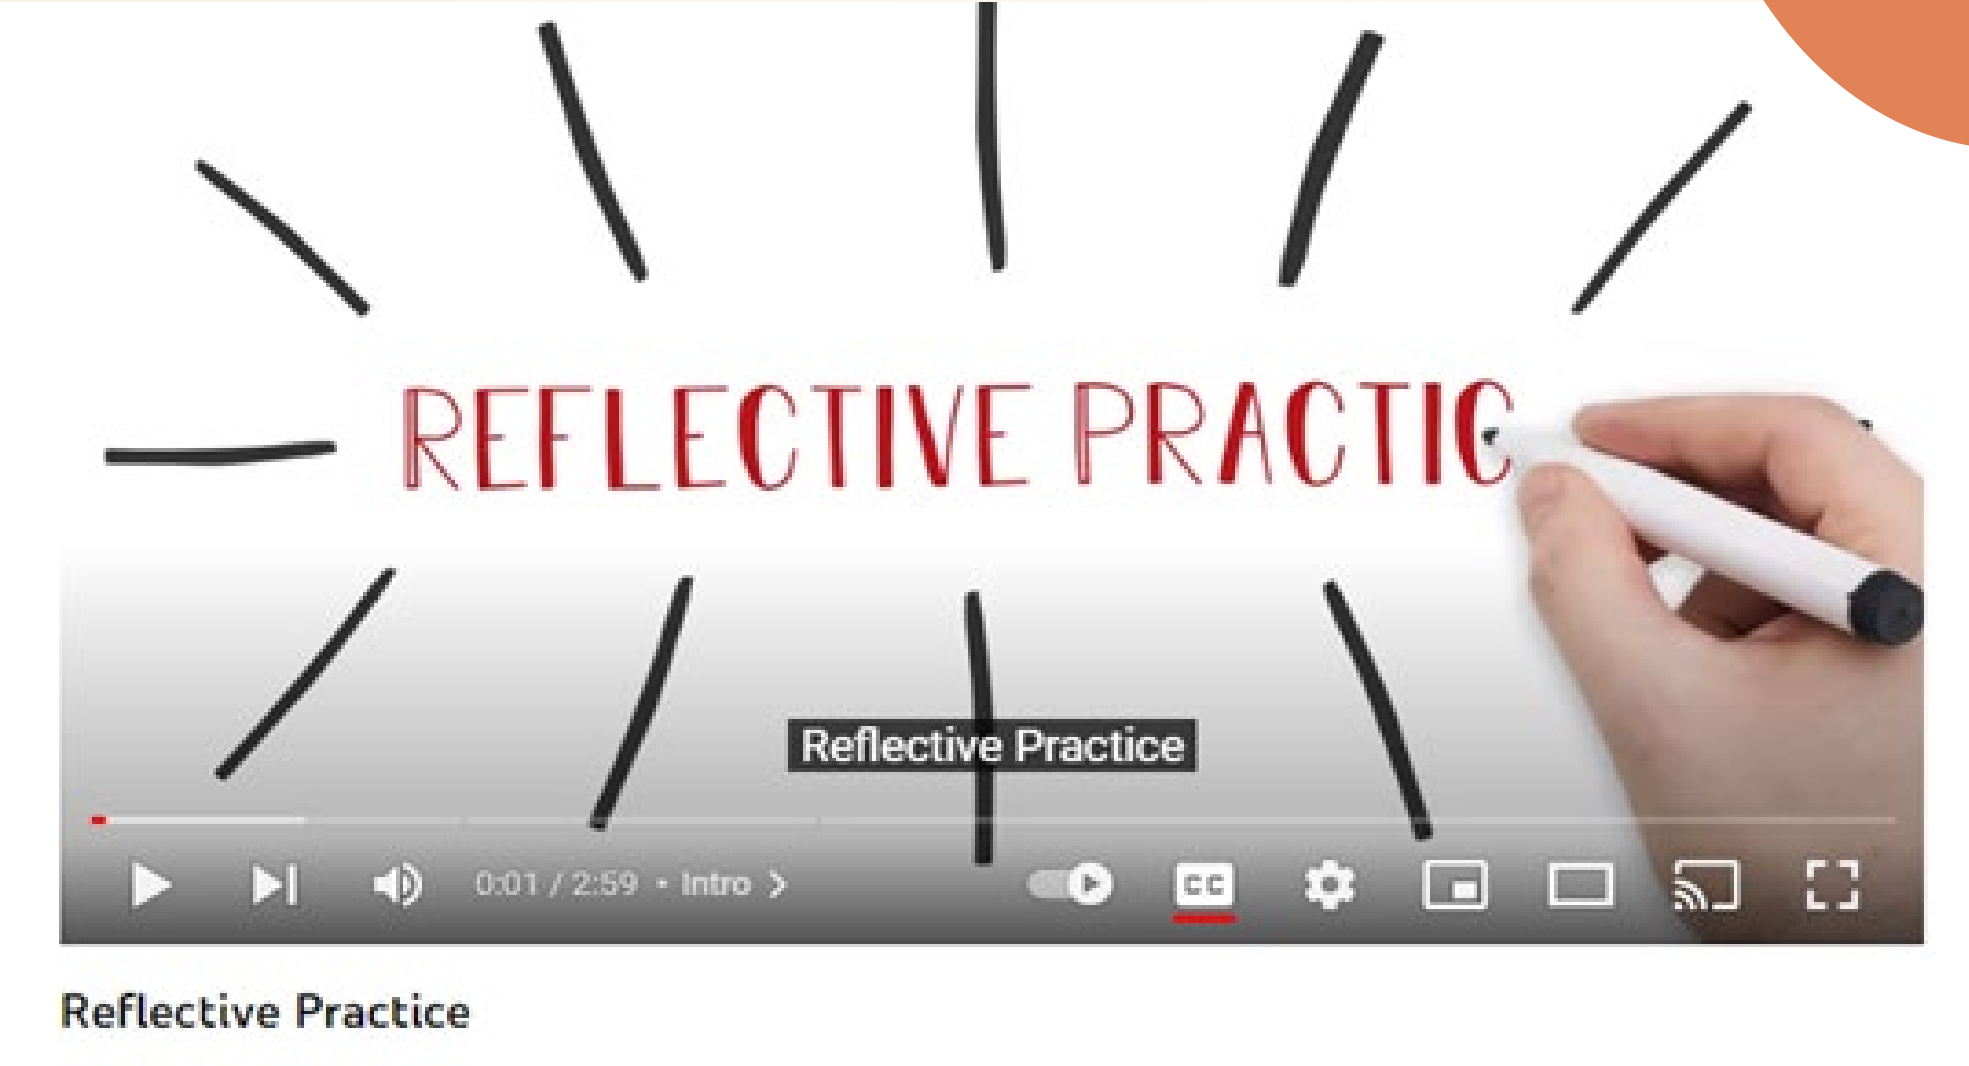 REFLECTIVE PRACTIC
Reflective Practice
0:01 / 2:59 • Intro >
CC
Reflective Practice